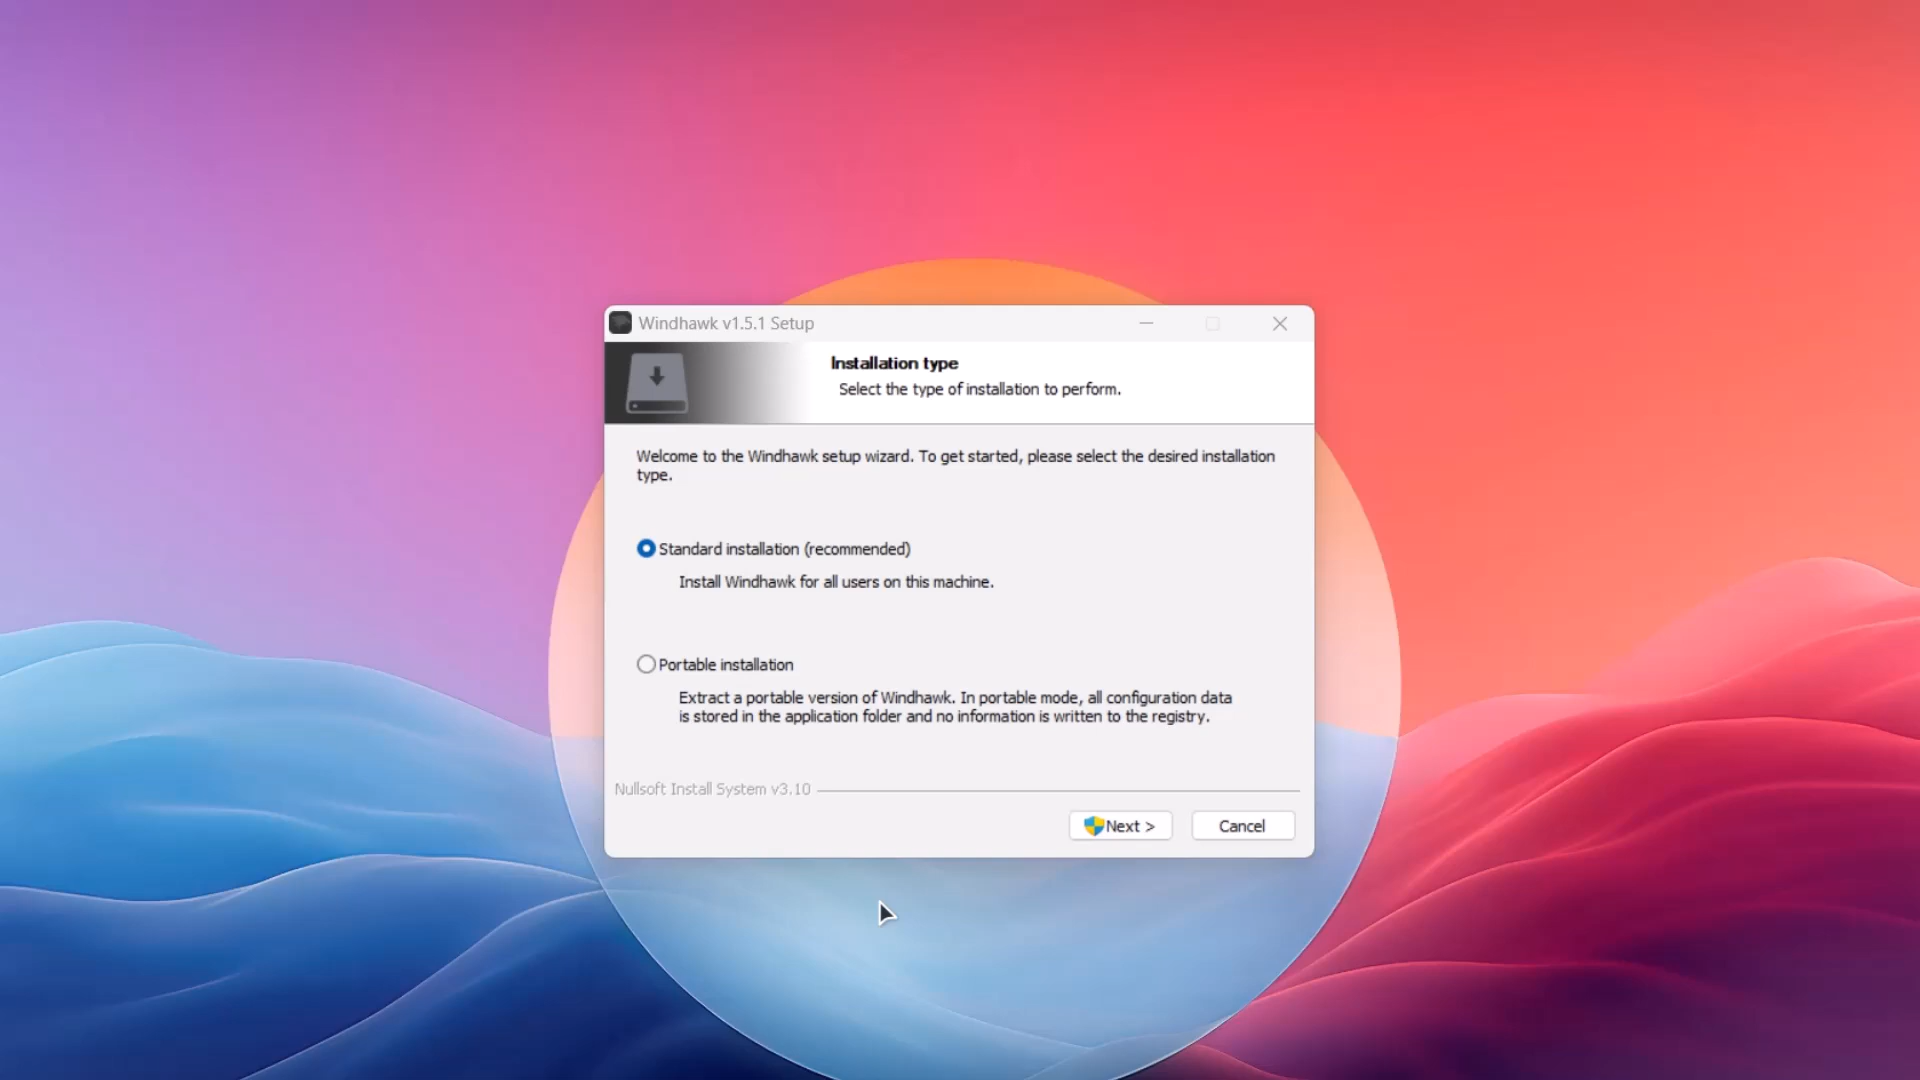 Windhawk v1.5.1 Setup
Installation type
Select the type of installation to perform.
Welcome to the Windhawk setup wizard. To get started, please select the desired installation
type.
Standard installation (recommended)
Install Windhawk for all users on this machine.
Portable installation
Extract a portable version of Windhawk. In portable mode, all configuration data
is stored in the application folder and no information is written to the registry.
Nullsoft Install System v3.10
Next >
Cancel